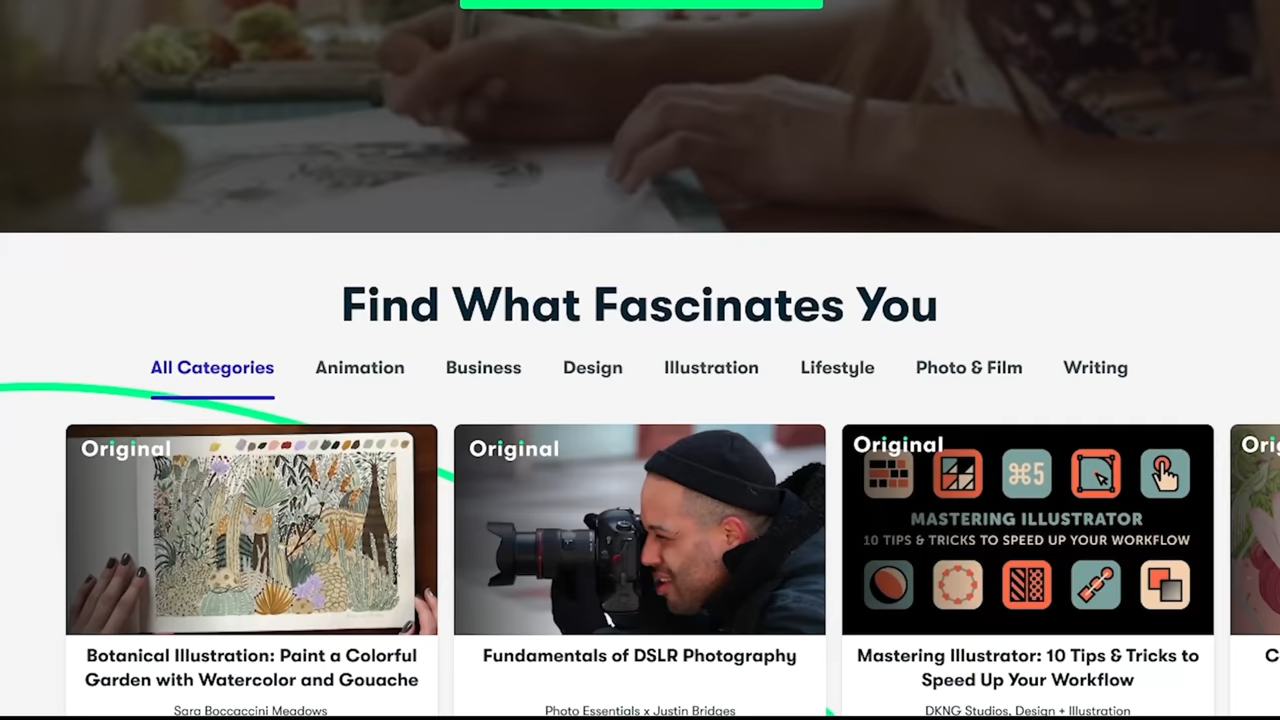 Find What Fascinates You
All Categories Animation Business Design Illustration Lifestyle Photo & Film Writing
Original Original Original
⌘5
MASTERING ILLUSTRATOR
10 TIPS & TRICKS TO SPEED UP YOUR WORKFLOW
Botanical Illustration: Paint a Colorful
Garden with Watercolor and Gouache
Sara Boccaccini Meadows
Fundamentals of DSLR Photography
Photo Essentials x Justin Bridges
Mastering Illustrator: 10 Tips & Tricks to
Speed Up Your Workflow
DKNG Studios, Design + Illustration